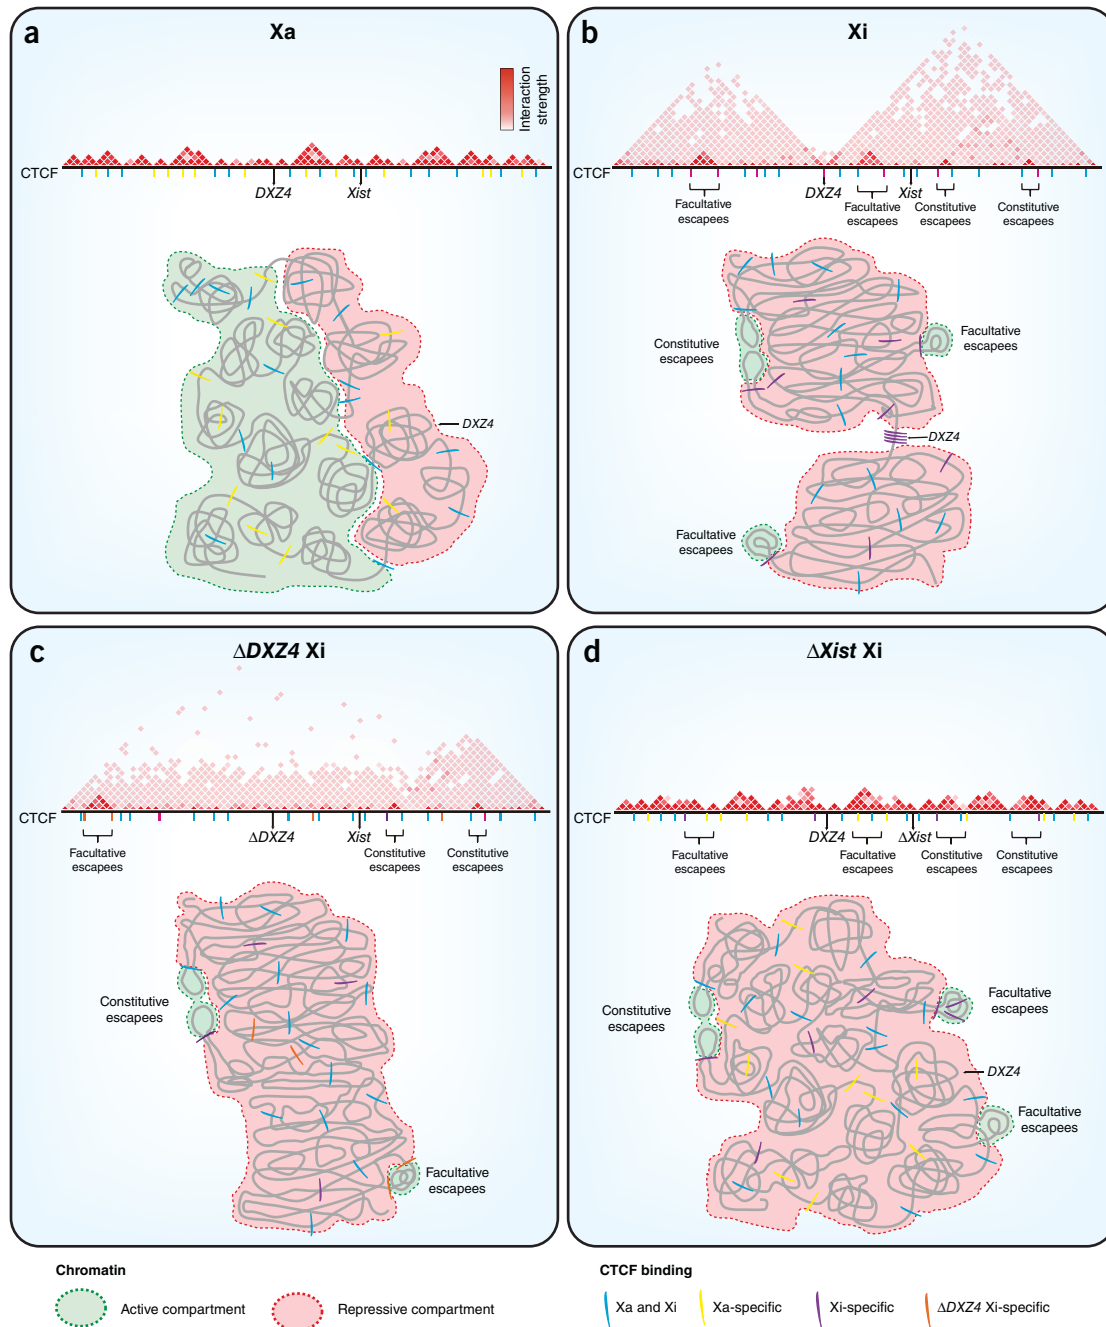 a
Xa
Interaction
strength
CTCF
DXZ4
Xist
DXZ4
b
Xi
CTCF
DXZ4
Xist
Facultative
escapees
Facultative
escapees
Constitutive
escapees
Constitutive
escapees
Constitutive
escapees
Facultative
escapees
DXZ4
Facultative
escapees
c
ΔDXZ4 Xi
CTCF
ΔDXZ4
Xist
Facultative
escapees
Constitutive
escapees
Constitutive
escapees
Constitutive
escapees
Facultative
escapees
d
ΔXist Xi
CTCF
DXZ4
ΔXist
Facultative
escapees
Facultative
escapees
Constitutive
escapees
Constitutive
escapees
Constitutive
escapees
Facultative
escapees
DXZ4
Facultative
escapees
Chromatin
Active compartment
Repressive compartment
CTCF binding
Xa and Xi
Xa-specific
Xi-specific
ΔDXZ4 Xi-specific